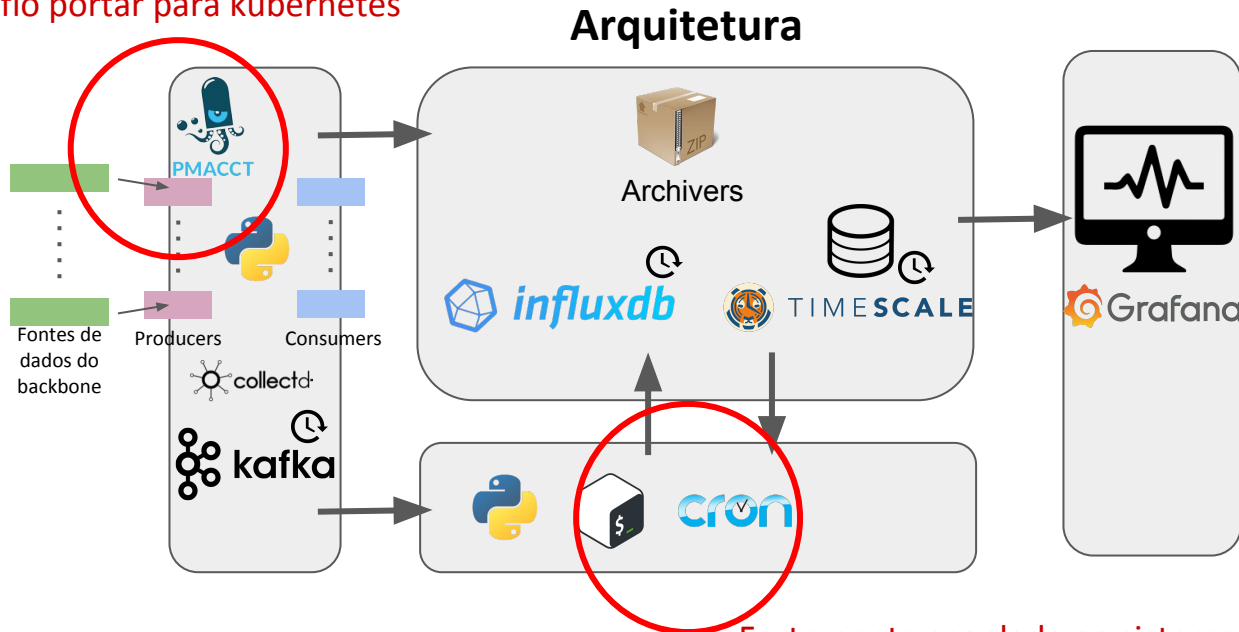 portar para kubernetes
Arquitetura
PMACCT
ZIP
Archivers
influxdb
TIMESCALE
Grafana
Fontes de
dados do
backbone
Producers
Consumers
collectd
kafka
$_
cron